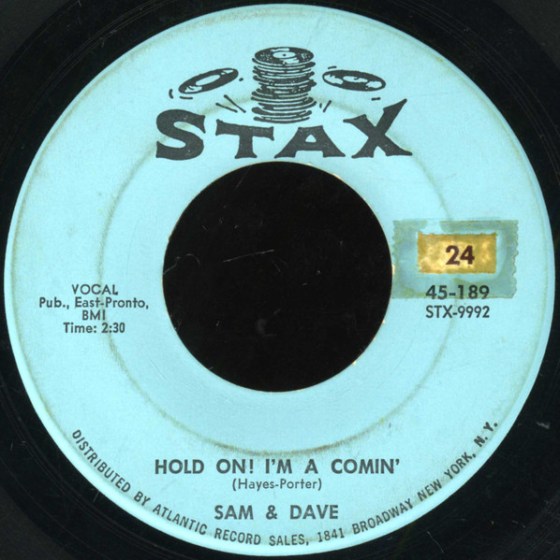 STAX
24
45-189
STX-9992
VOCAL
Pub., East-Pronto,
BMI
Time: 2:30
HOLD ON! I'M A COMIN'
(Hayes-Porter)
SAM & DAVE
DISTRIBUTED BY ATLANTIC RECORD SALES, 1841 BROADWAY NEW YORK, N. Y.